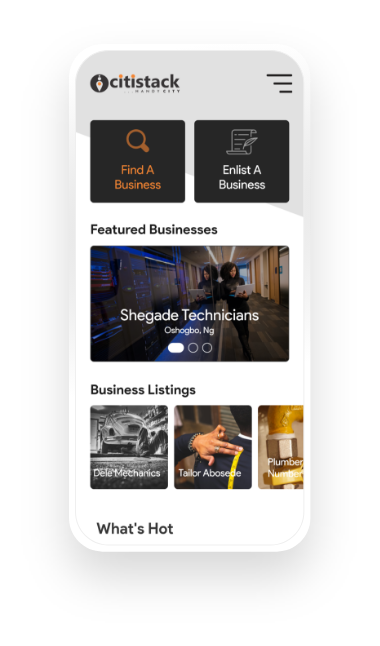 citistack
HANDY CITY
Find A
Business
Enlist A
Business
Featured Businesses
Shegade Technicians
Oshogbo, Ng
Business Listings
Dele Mechanics
Tailor Abosede
Plumber
Number
What's Hot